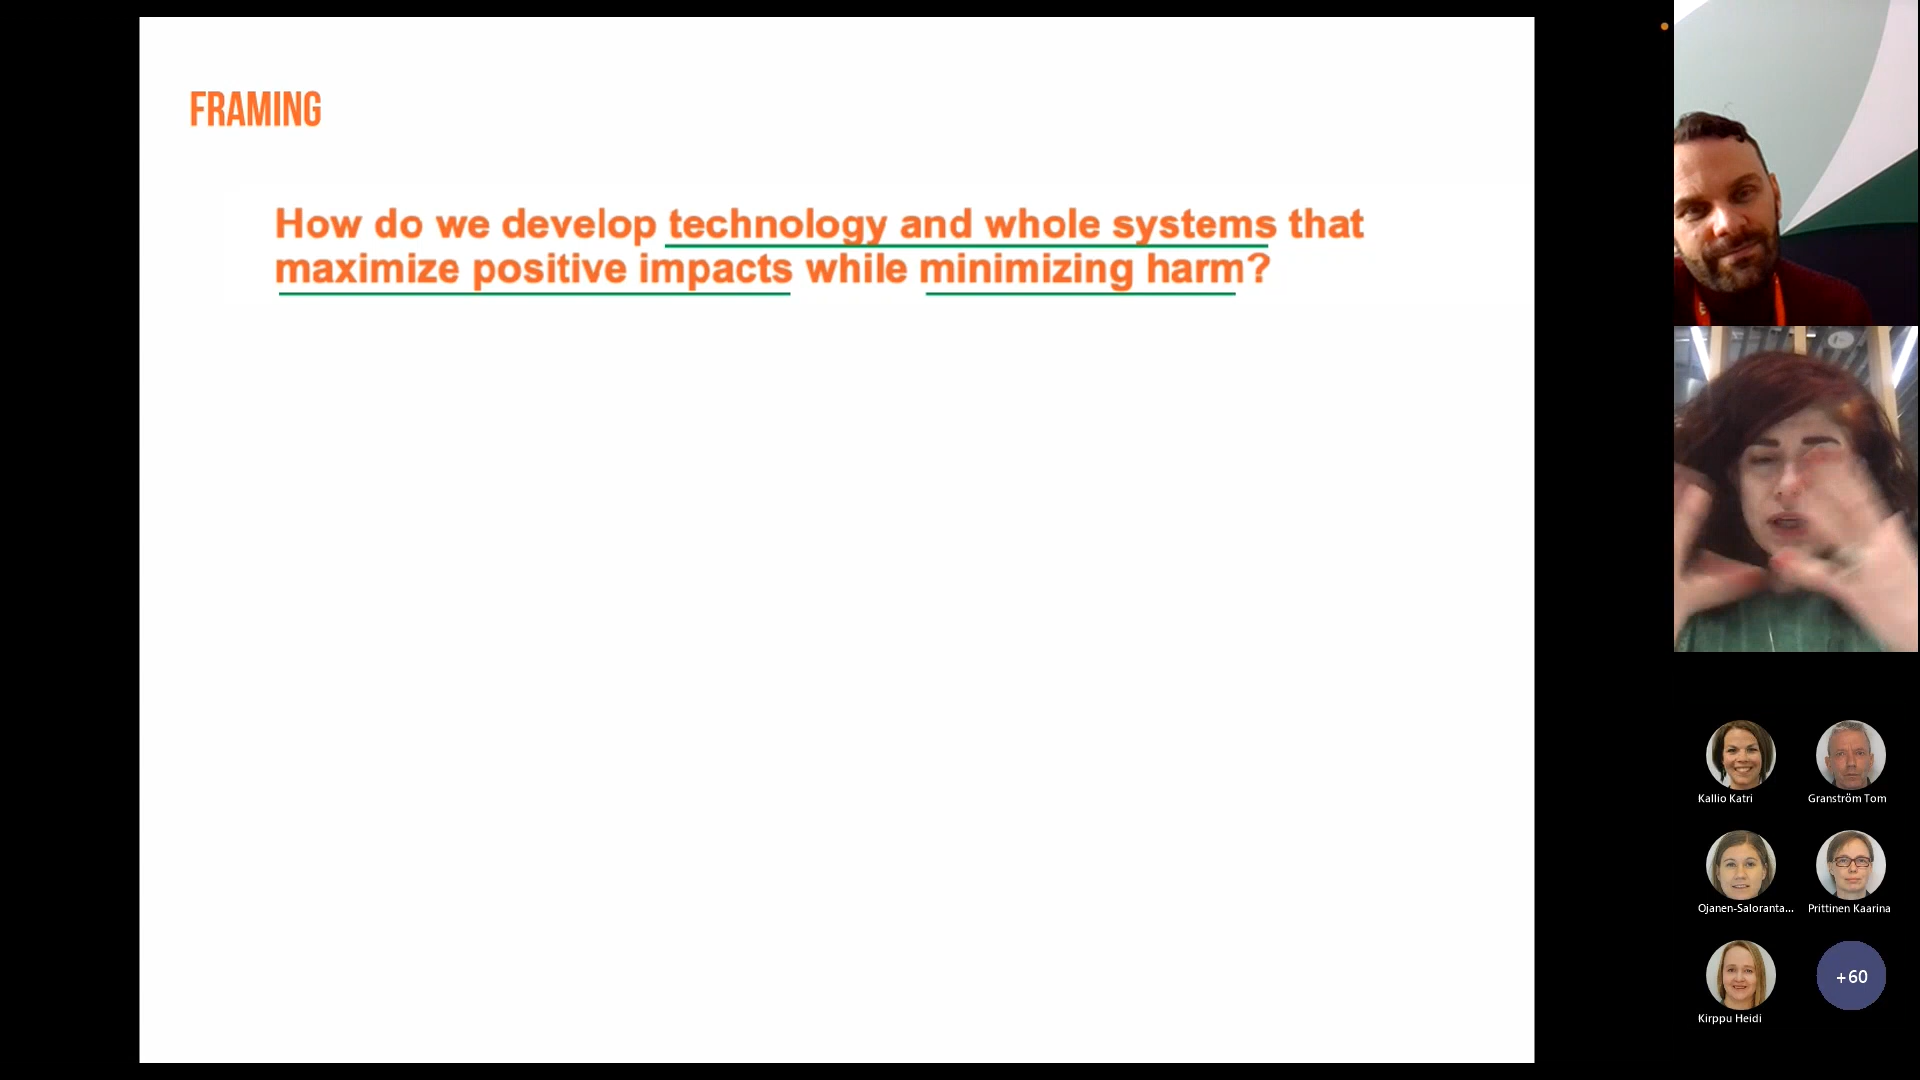 FRAMING
How do we develop technology and whole systems that
maximize positive impacts while minimizing harm?
Kallio Katri
Granström Tom
Ojanen-Saloranta...
Prittinen Kaarina
Kirppu Heidi
+60